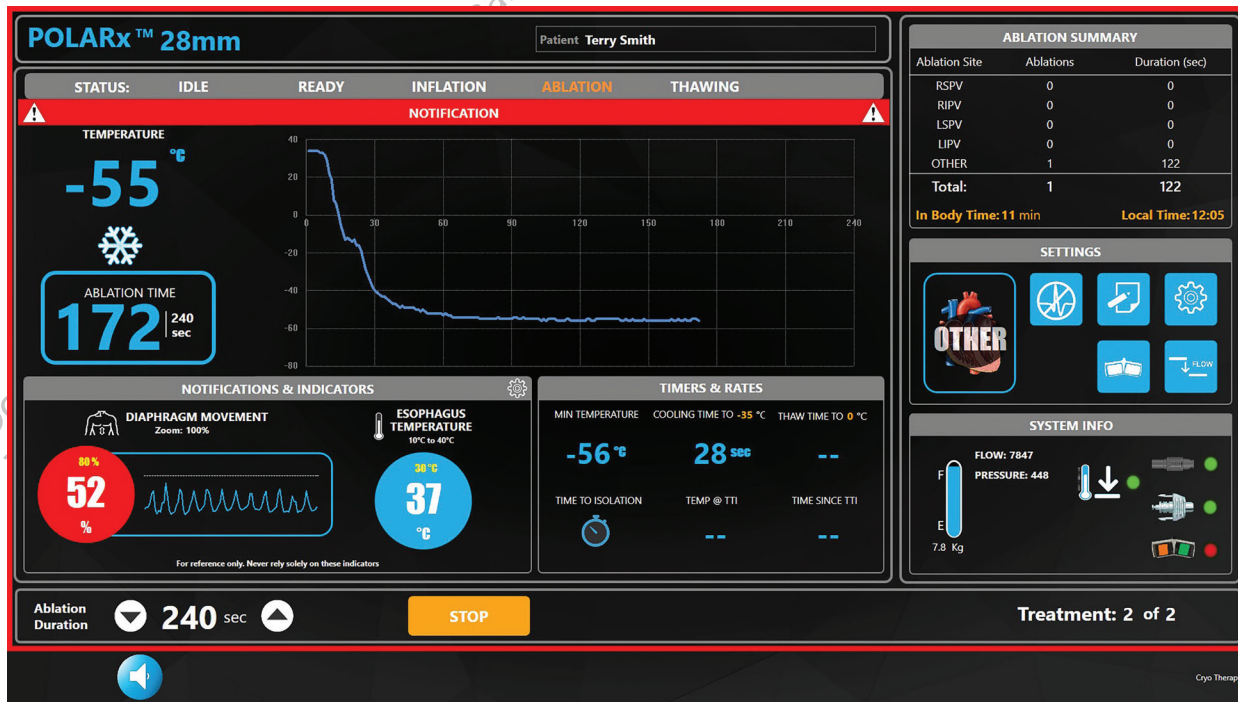 POLARx™ 28mm
Patient Terry Smith
STATUS: IDLE READY INFLATION ABLATION THAWING
NOTIFICATION
TEMPERATURE
-55 °C
ABLATION TIME
172 240 sec
40
20
0
-20
-40
-60
-80
0 30 60 90 120 150 180 210 240
NOTIFICATIONS & INDICATORS
DIAPHRAGM MOVEMENT
Zoom: 100%
80 %
52
%
ESOPHAGUS
TEMPERATURE
10°C to 40°C
30 °C
37
°C
For reference only. Never rely solely on these indicators
TIMERS & RATES
MIN TEMPERATURE COOLING TIME TO -35 °C THAW TIME TO 0 °C
-56 °C 28 sec --
TIME TO ISOLATION TEMP @ TTI TIME SINCE TTI
-- --
ABLATION SUMMARY
Ablation Site Ablations Duration (sec)
RSPV 0 0
RIPV 0 0
LSPV 0 0
LIPV 0 0
OTHER 1 122
Total: 1 122
In Body Time: 11 min Local Time: 12:05
SETTINGS
OTHER
FLOW
SYSTEM INFO
FLOW: 7847
PRESSURE: 448
F
E
7.8 Kg
Ablation
Duration
240 sec
STOP
Treatment: 2 of 2